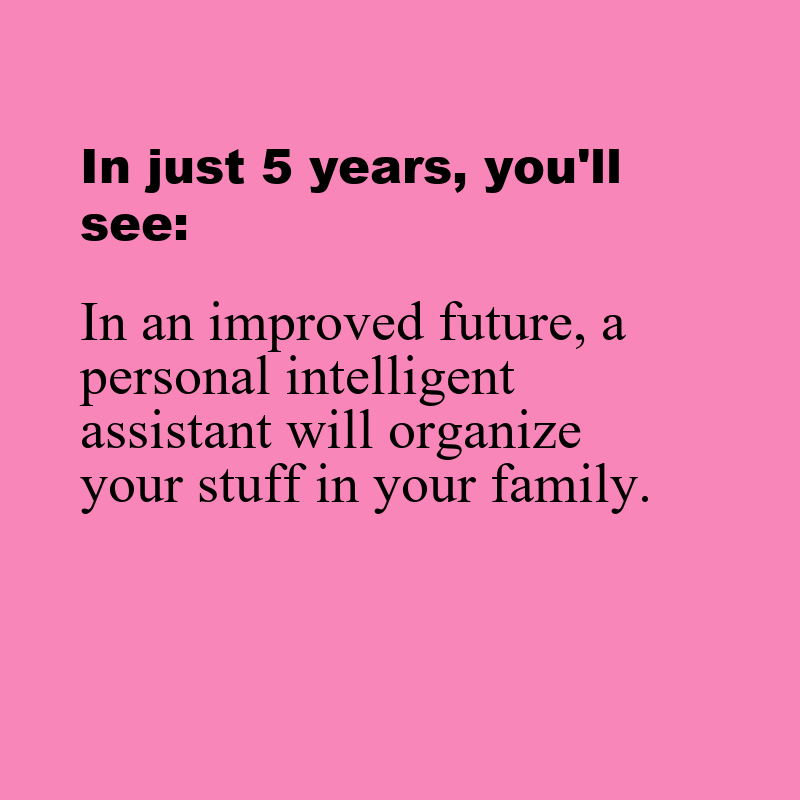 In just 5 years, you'll
see:
In an improved future, a
personal intelligent
assistant will organize
your stuff in your family.